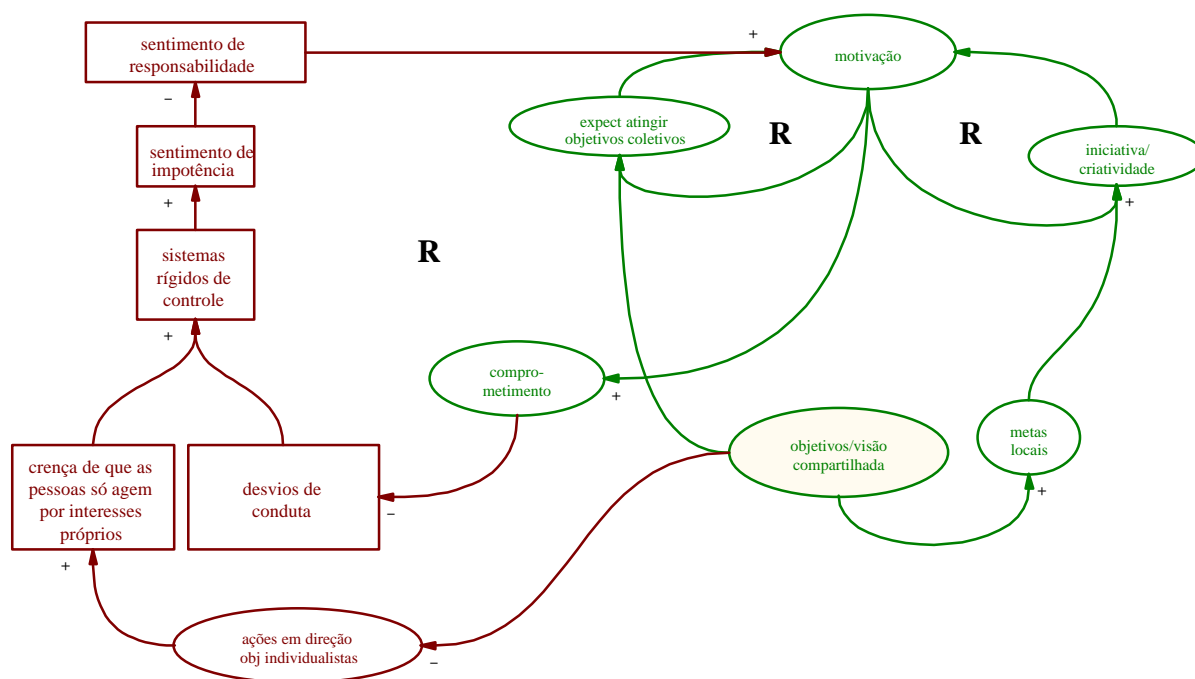 sentimento de
responsabilidade
+
motivação
−
expect atingir
objetivos coletivos
R
R
sentimento de
impotência
iniciativa/
criatividade
+
+
sistemas
rígidos de
controle
R
+
compro-
metimento
+
objetivos/visão
compartilhada
metas
locais
crença de que as
pessoas só agem
por interesses
próprios
desvios de
conduta
−
+
+
ações em direção
obj individualistas
−